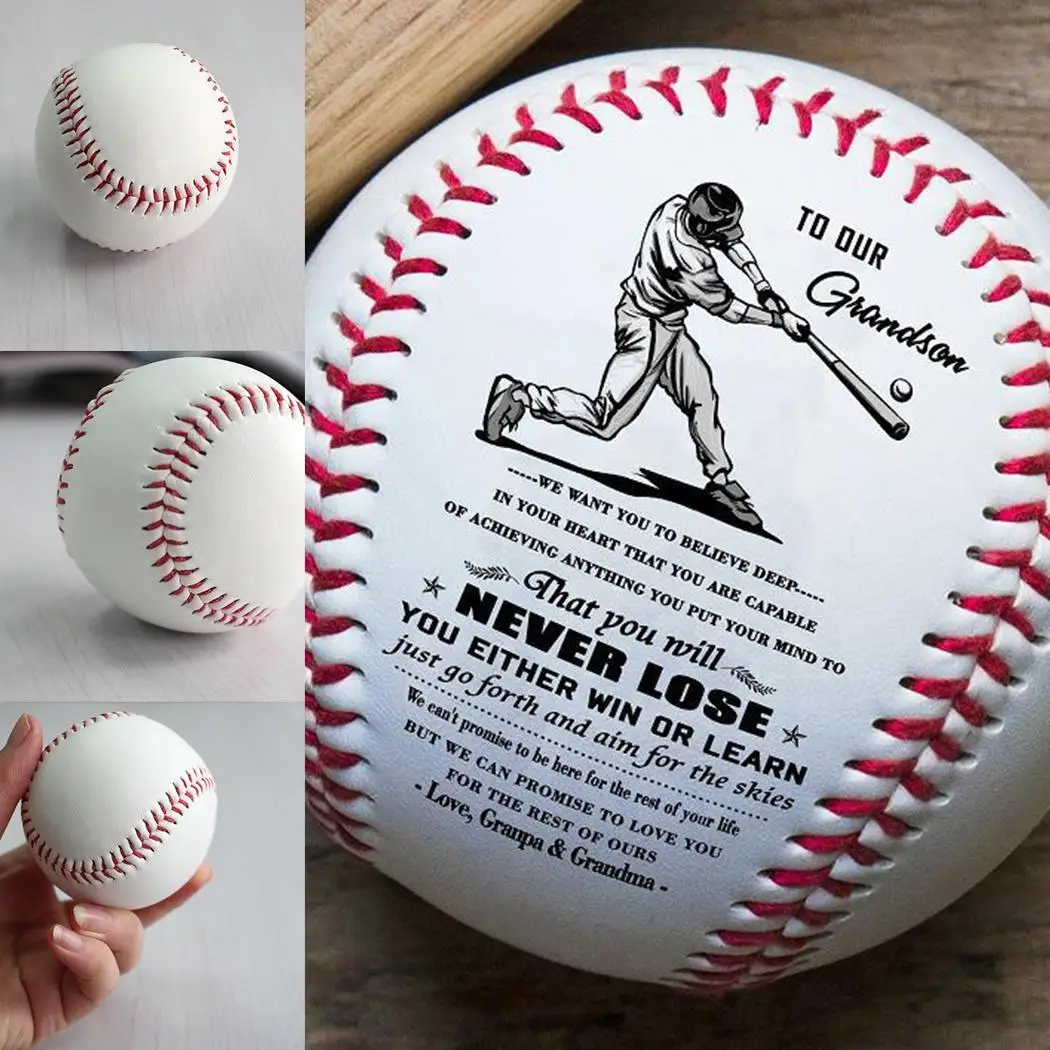 TO OUR
Grandson
-----WE WANT YOU TO BELIEVE DEEP-----
IN YOUR HEART THAT YOU ARE CAPABLE
OF ACHIEVING ANYTHING YOU PUT YOUR MIND TO
That you will
NEVER LOSE
YOU EITHER WIN OR LEARN
just go forth and aim for the skies
We can't promise to be here for the rest of your life
BUT WE CAN PROMISE TO LOVE YOU
FOR THE REST OF OURS
- Love, Granpa & Grandma -